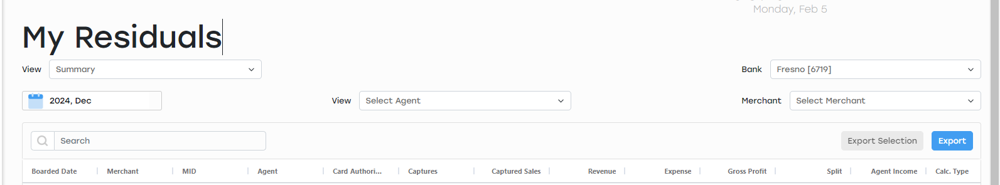 Monday, Feb 5
My Residuals
View Summary Bank Fresno [6719]
2024, Dec View Select Agent Merchant Select Merchant
Search Export Selection Export
Boarded Date Merchant MID Agent Card Authori... Captures Captured Sales Revenue Expense Gross Profit Split Agent Income Calc. Type